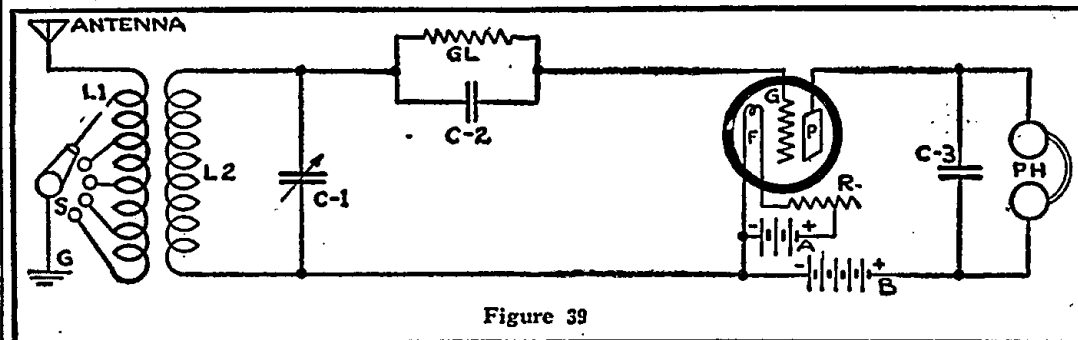 ANTENNA
GL
L1
G
P
F
C-2
C-3
PH
L2
R-
S
C-1
- +
A
G
- +
B
Figure 39